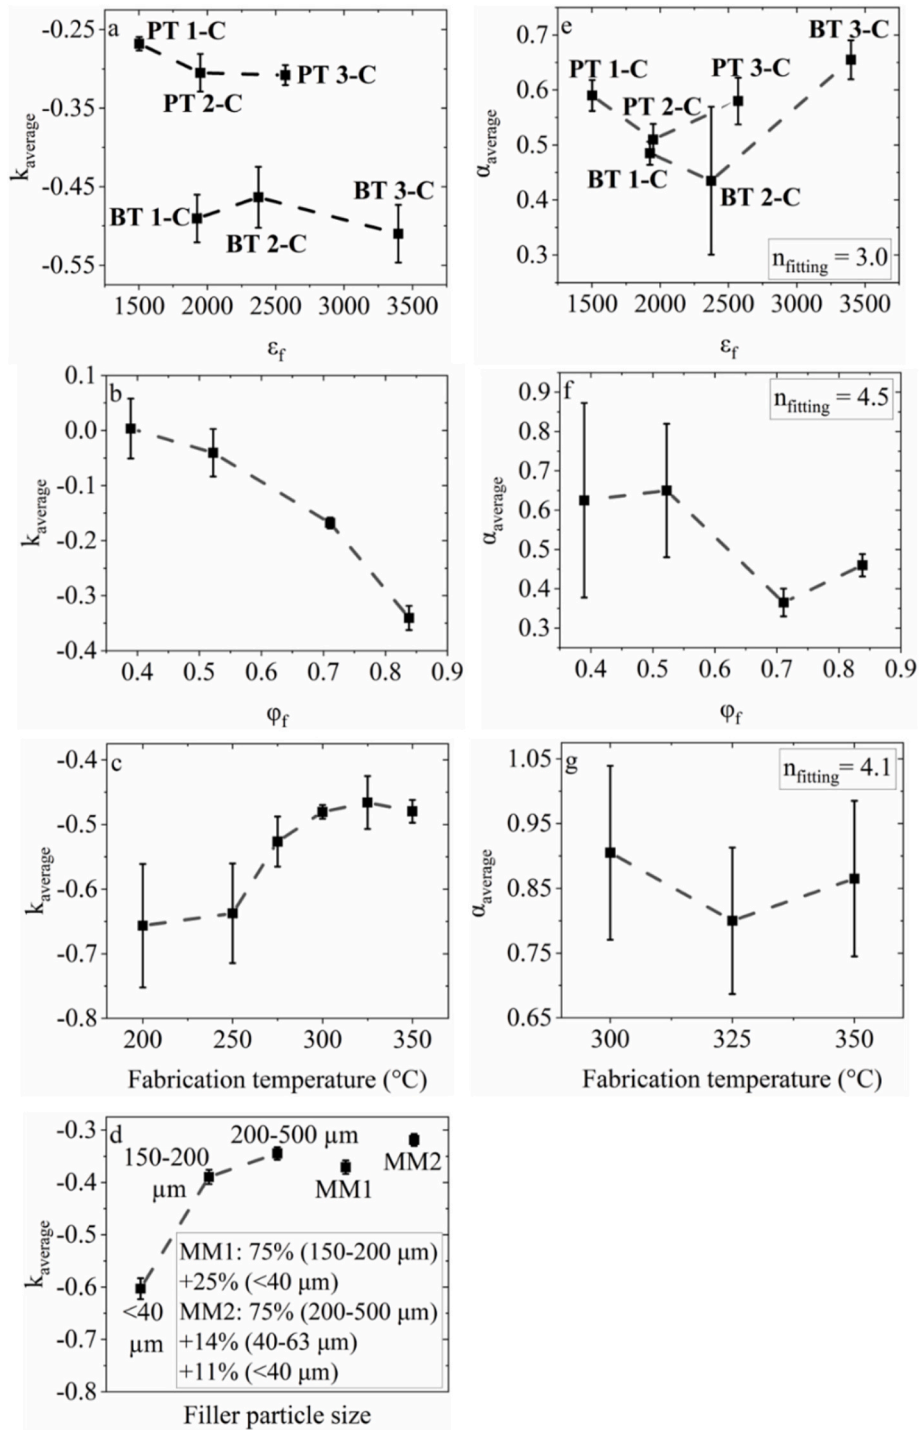 a
-0.25
-0.35
-0.45
-0.55
k_average
PT 1-C
PT 2-C
PT 3-C
BT 1-C
BT 2-C
BT 3-C
1500 2000 2500 3000 3500
ε_f
e
0.7
0.6
0.5
0.4
0.3
α_average
PT 1-C
PT 2-C
PT 3-C
BT 1-C
BT 2-C
BT 3-C
n_fitting = 3.0
1500 2000 2500 3000 3500
ε_f
b
0.1
0.0
-0.1
-0.2
-0.3
-0.4
k_average
0.4 0.5 0.6 0.7 0.8 0.9
φ_f
f
0.9
0.8
0.7
0.6
0.5
0.4
0.3
α_average
n_fitting = 4.5
0.4 0.5 0.6 0.7 0.8 0.9
φ_f
c
-0.4
-0.5
-0.6
-0.7
-0.8
k_average
200 250 300 350
Fabrication temperature (°C)
g
1.05
0.95
0.85
0.75
0.65
α_average
n_fitting = 4.1
300 325 350
Fabrication temperature (°C)
d
-0.3
-0.4
-0.5
-0.6
-0.7
-0.8
k_average
200-500 µm
150-200
µm
MM1
MM2
<40
µm
MM1: 75% (150-200 µm)
+25% (<40 µm)
MM2: 75% (200-500 µm)
+14% (40-63 µm)
+11% (<40 µm)
Filler particle size